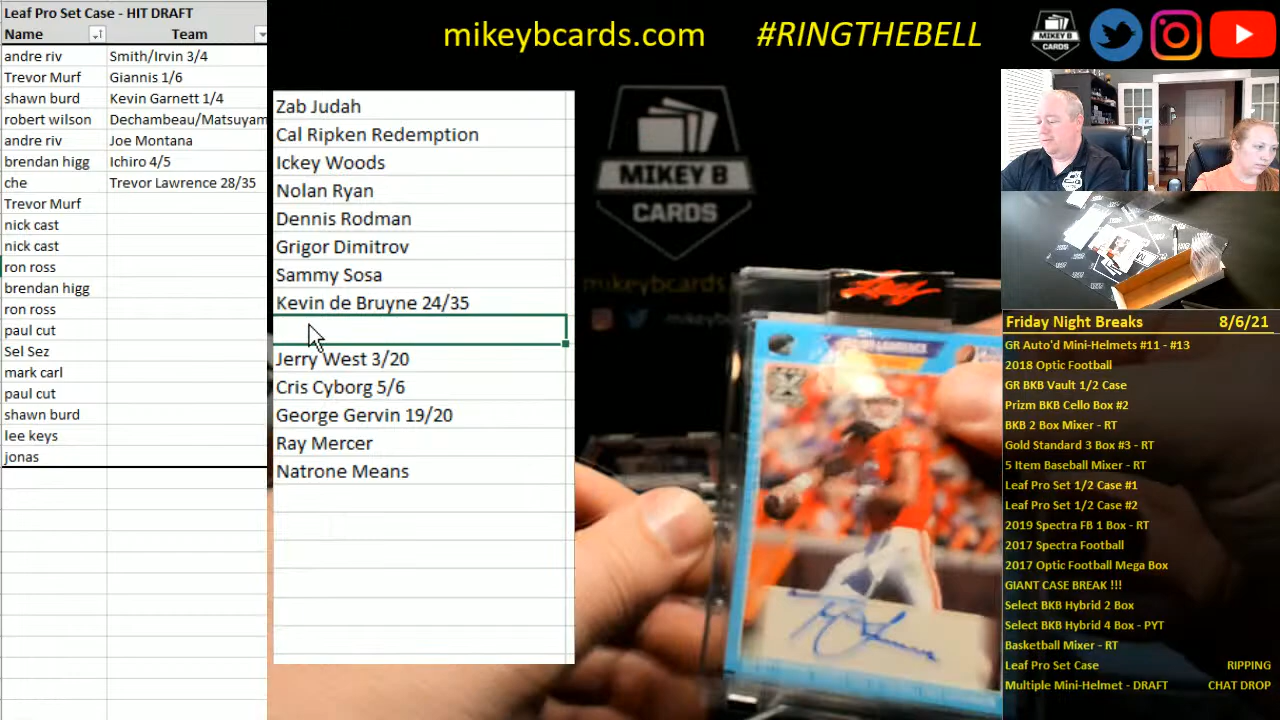 Leaf Pro Set Case - HIT DRAFT
Name Team
andre riv Smith/Irvin 3/4
Trevor Murf Giannis 1/6
shawn burd Kevin Garnett 1/4
robert wilson Dechambeau/Matsuyam
andre riv Joe Montana
brendan higg Ichiro 4/5
che Trevor Lawrence 28/35
Trevor Murf
nick cast
nick cast
ron ross
brendan higg
ron ross
paul cut
Sel Sez
mark carl
paul cut
shawn burd
lee keys
jonas
Zab Judah
Cal Ripken Redemption
Ickey Woods
Nolan Ryan
Dennis Rodman
Grigor Dimitrov
Sammy Sosa
Kevin de Bruyne 24/35
Jerry West 3/20
Cris Cyborg 5/6
George Gervin 19/20
Ray Mercer
Natrone Means
mikeybcards.com #RINGTHEBELL
MIKEY B
CARDS
MIKEY B
CARDS
Leaf
Friday Night Breaks 8/6/21
GR Auto'd Mini-Helmets #11 - #13
2018 Optic Football
GR BKB Vault 1/2 Case
Prizm BKB Cello Box #2
BKB 2 Box Mixer - RT
Gold Standard 3 Box #3 - RT
5 Item Baseball Mixer - RT
Leaf Pro Set 1/2 Case #1
Leaf Pro Set 1/2 Case #2
2019 Spectra FB 1 Box - RT
2017 Spectra Football
2017 Optic Football Mega Box
GIANT CASE BREAK !!!
Select BKB Hybrid 2 Box
Select BKB Hybrid 4 Box - PYT
Basketball Mixer - RT
Leaf Pro Set Case RIPPING
Multiple Mini-Helmet - DRAFT CHAT DROP